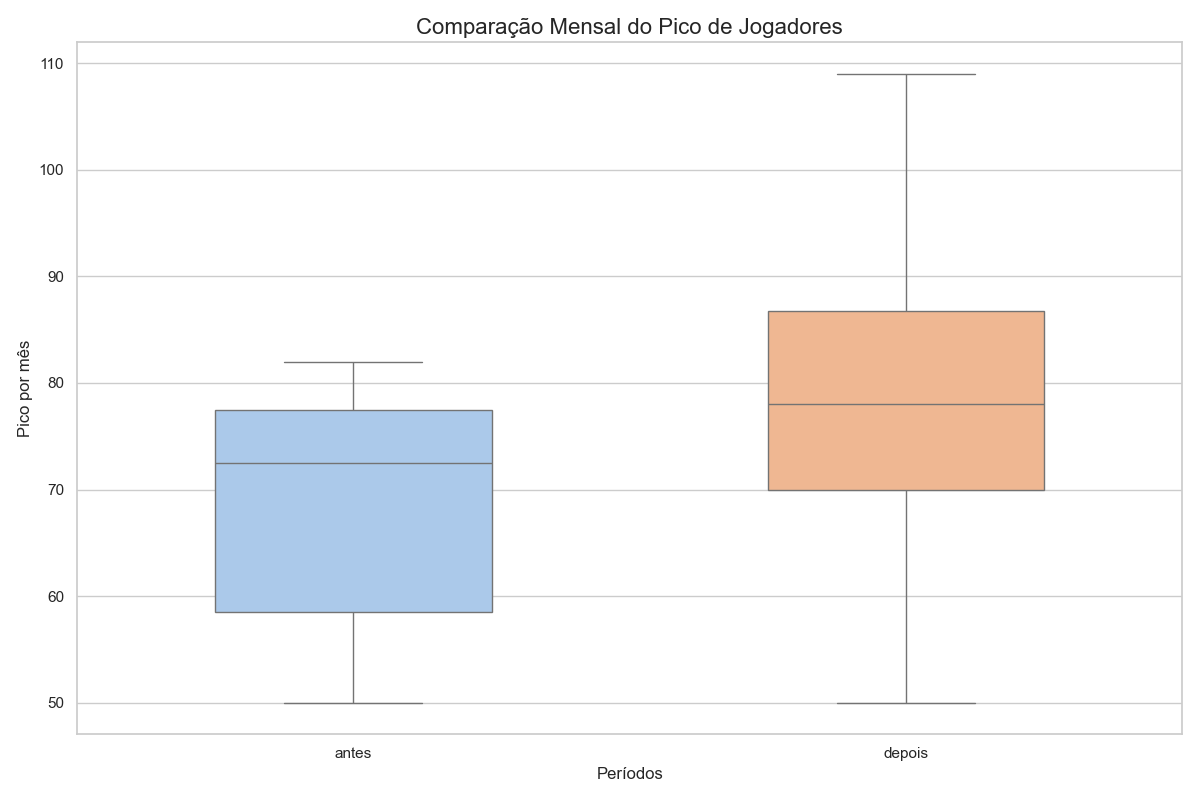 Comparação Mensal do Pico de Jogadores
110
100
90
80
70
60
50
Pico por mês
antes
depois
Períodos